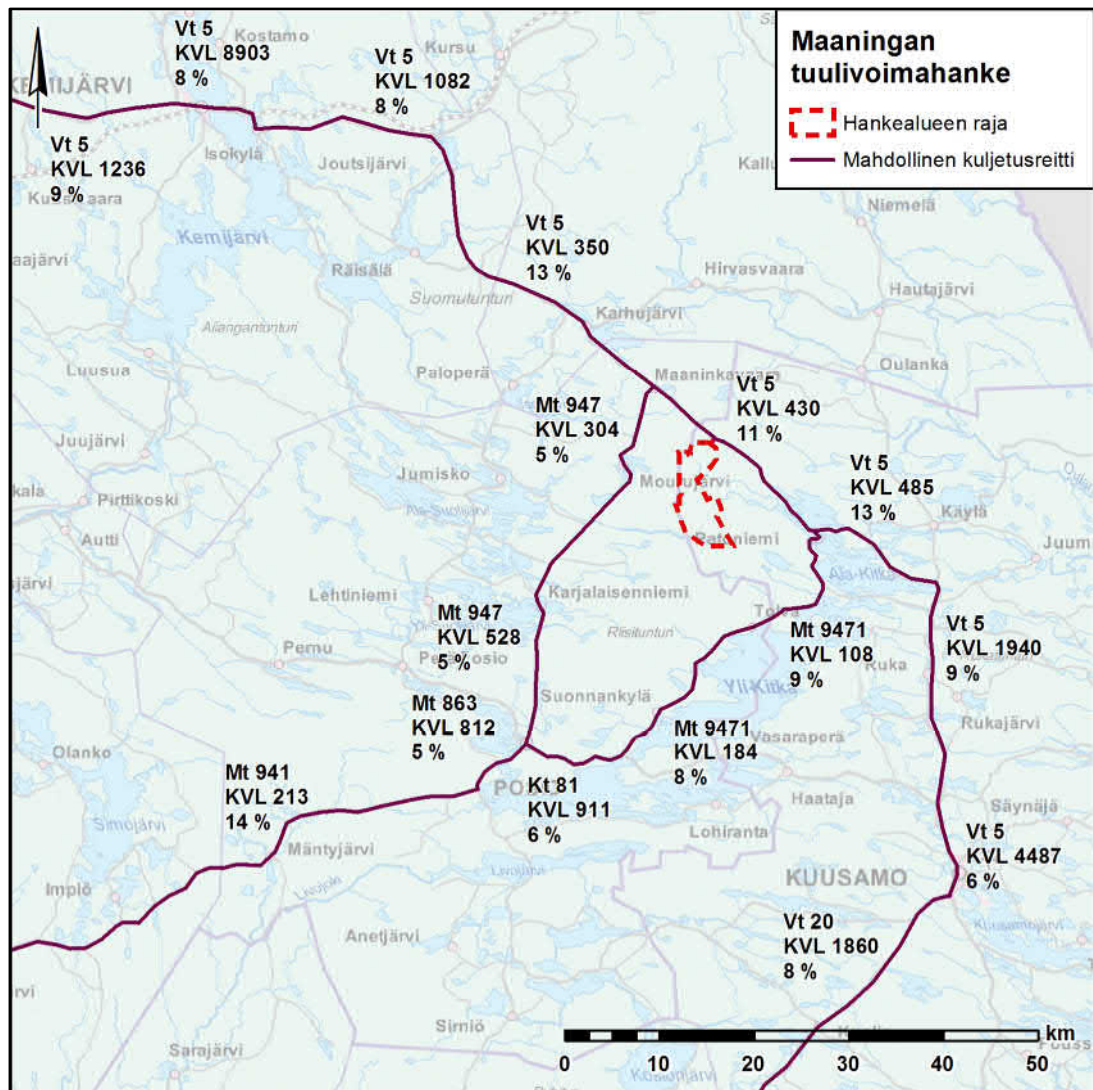 Maaningan
tuulivoimahanke
Hankealueen raja
Mahdollinen kuljetusreitti
Vt 5
KVL 8903
8 %
Kostamo
Kursu
Vt 5
KVL 1082
8 %
KEMIJÄRVI
Vt 5
KVL 1236
9 %
Isokylä
Joutsijärvi
Kemijärvi
Räisälä
Vt 5
KVL 350
13 %
Niemelä
Hirvasvaara
Hautajärvi
Suomutunturi
Karhujärvi
Luusua
Paloperä
Oulanka
Maaninkavaara
Vt 5
KVL 430
11 %
Mt 947
KVL 304
5 %
Juujärvi
Jumisko
Pirttikoski
Autti
Vt 5
KVL 485
13 %
Käylä
Ala-Kitka
Lehtiniemi
Karjalaisenniemi
Riisitunturi
Mt 947
KVL 528
5 %
Pernu
Mt 9471
KVL 108
9 %
Ruka
Vt 5
KVL 1940
9 %
Rukajärvi
Suonnankylä
Yli-Kitka
Mt 863
KVL 812
5 %
Mt 9471
KVL 184
8 %
Vasaraperä
Olanko
Mt 941
KVL 213
14 %
Kt 81
KVL 911
6 %
Haataja
Säynäjä
Simojärvi
Mäntyjärvi
Lohiranta
Vt 5
KVL 4487
6 %
Impiö
Livojoki
Livojärvi
KUUSAMO
Kuusamojärvi
Anetjärvi
Vt 20
KVL 1860
8 %
Sirniö
Sarajärvi
km
0 10 20 30 40 50